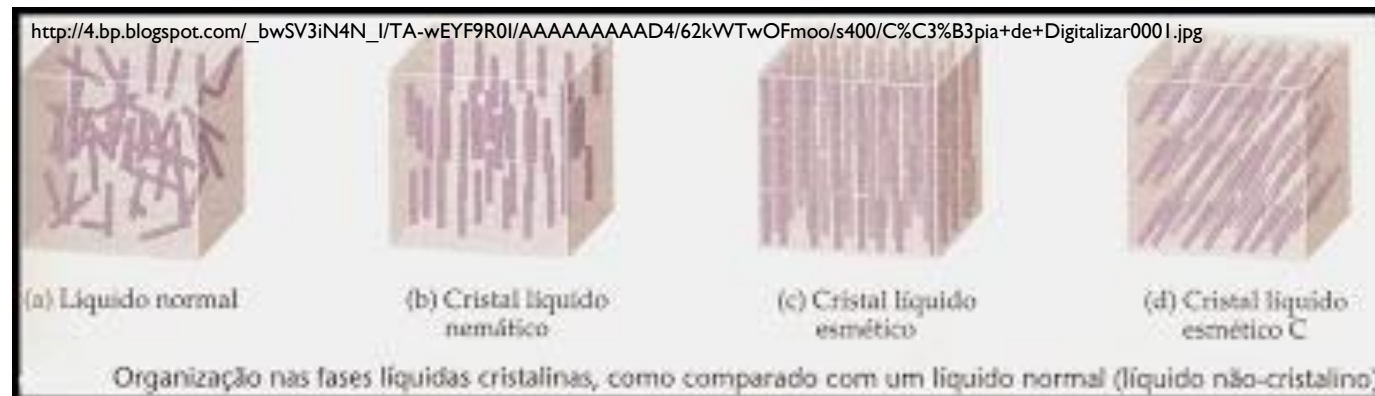 http://4.bp.blogspot.com/_bwSV3iN4N_I/TA-wEYF9R0I/AAAAAAAAAD4/62kWTwOFmoo/s400/C%C3%B3pia+de+Digitalizar0001.jpg
(a) Líquido normal
(b) Cristal líquido
nemático
(c) Cristal líquido
esmético
(d) Cristal líquido
esmético C
Organização nas fases líquidas cristalinas, como comparado com um líquido normal (líquido não-cristalino)